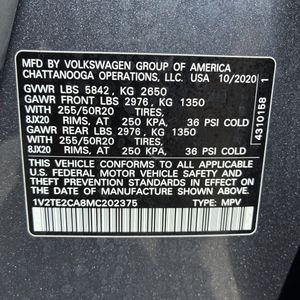 MFD BY VOLKSWAGEN GROUP OF AMERICA
CHATTANOOGA OPERATIONS, LLC. USA 10/2020
GVWR LBS 5842, KG 2650
GAWR FRONT LBS 2976, KG 1350
WITH 255/50R20 TIRES,
8JX20 RIMS, AT 250 KPA, 36 PSI COLD
GAWR REAR LBS 2976, KG 1350
WITH 255/50R20 TIRES,
8JX20 RIMS, AT 250 KPA, 36 PSI COLD
THIS VEHICLE CONFORMS TO ALL APPLICABLE
U.S. FEDERAL MOTOR VEHICLE SAFETY AND
THEFT PREVENTION STANDARDS IN EFFECT ON THE
DATE OF MANUFACTURE SHOWN ABOVE.
1V2TE2CA8MC202375 TYPE: MPV
4310158 1